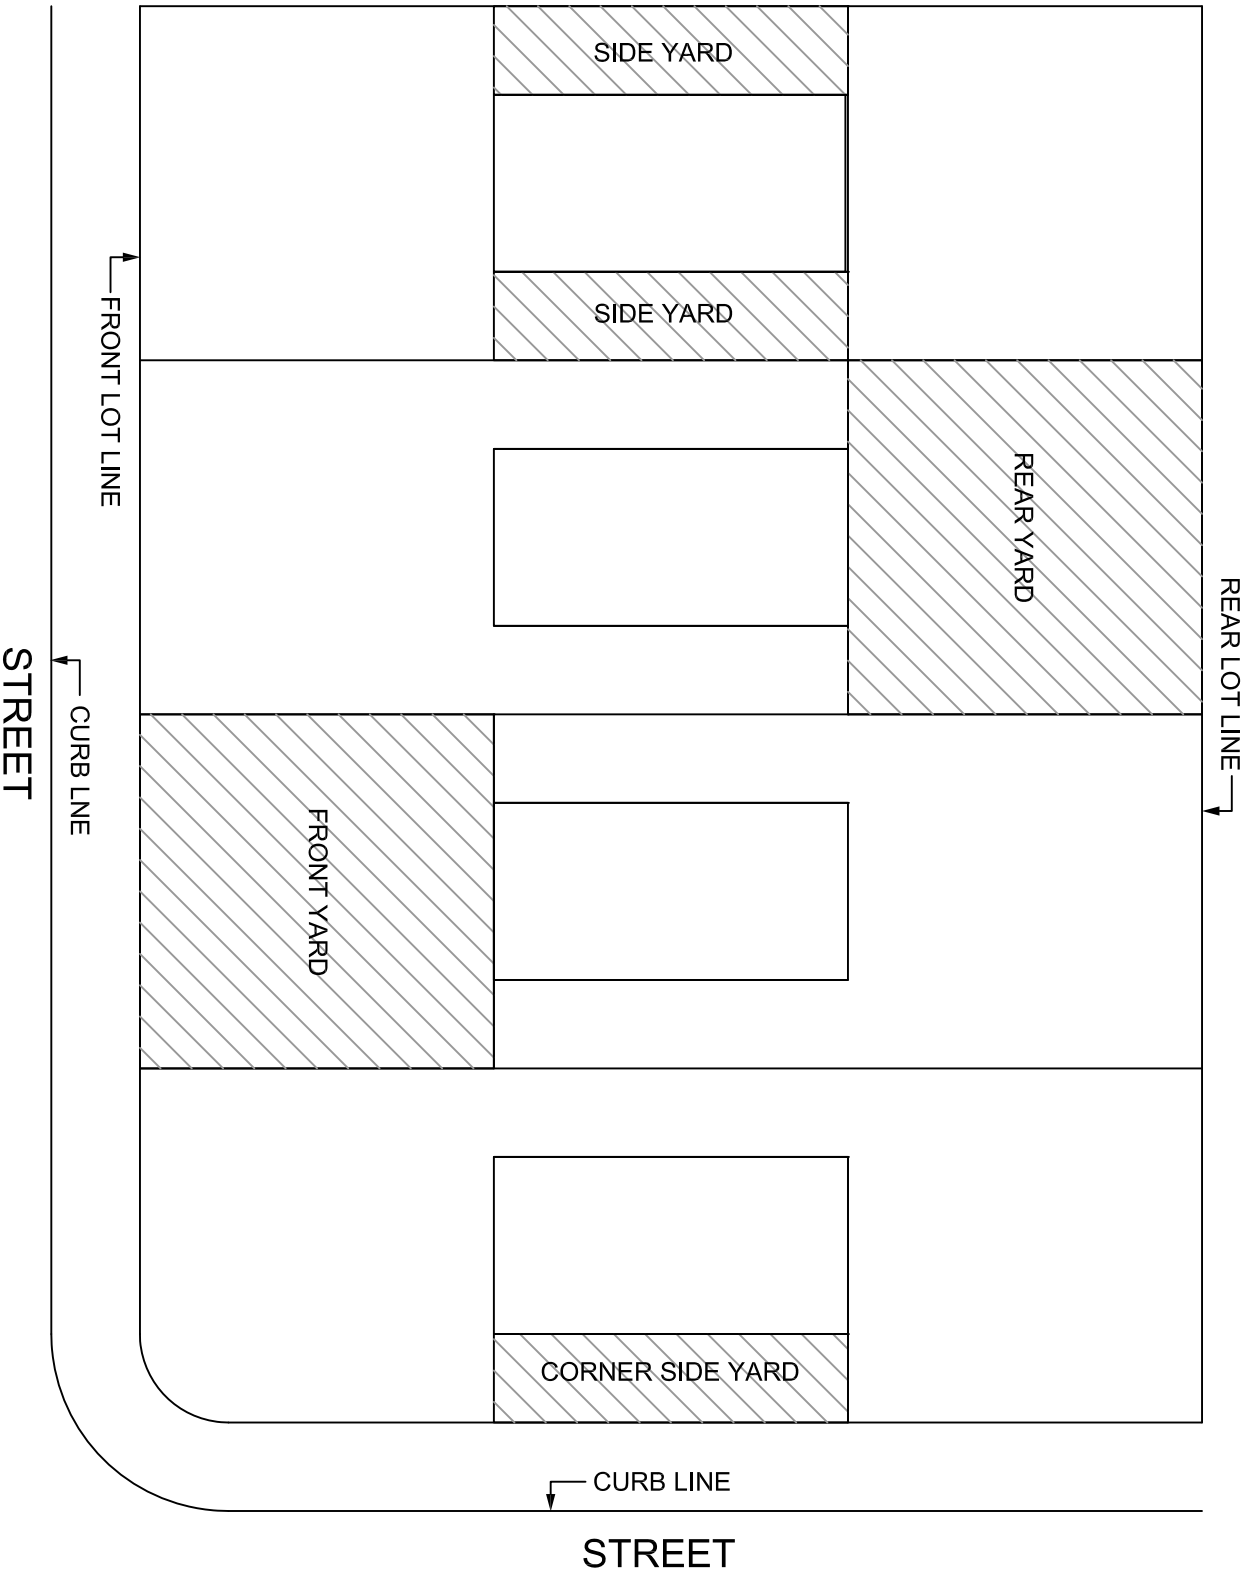 SIDE YARD
SIDE YARD
FRONT LOT LINE
REAR YARD
REAR LOT LINE
STREET
CURB LNE
FRONT YARD
CORNER SIDE YARD
CURB LINE
STREET